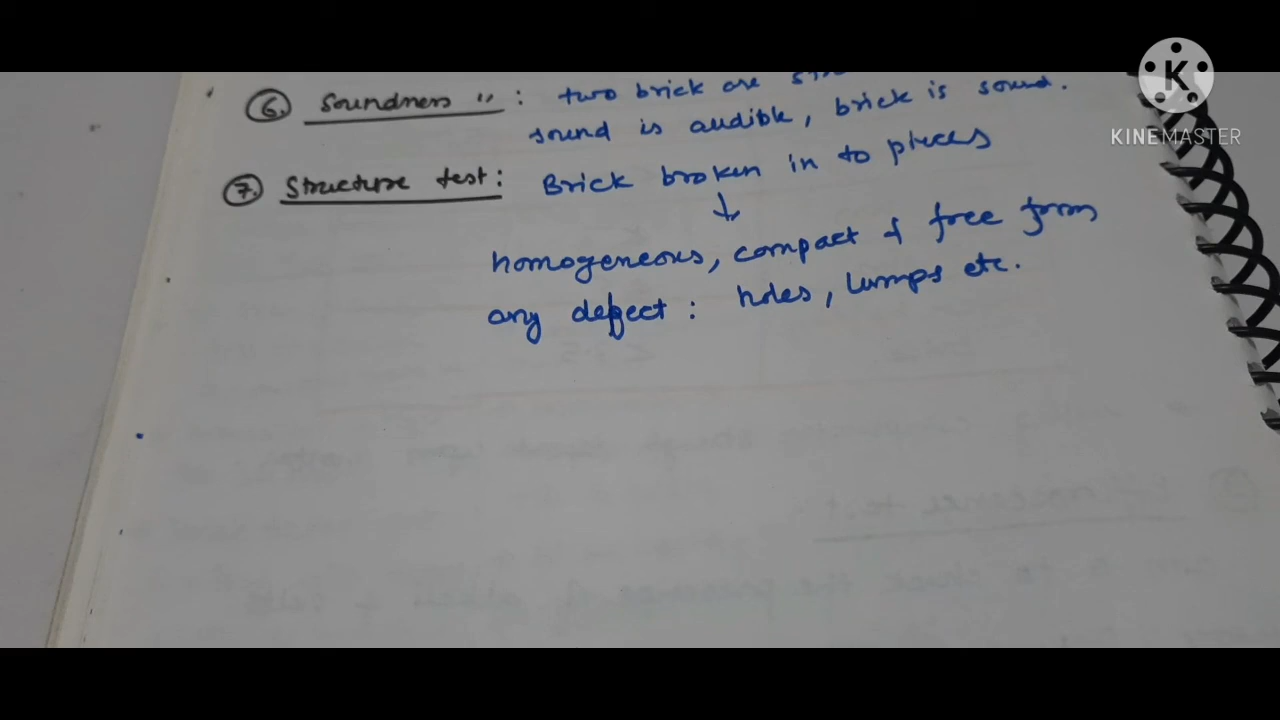 6. Soundness ,, : two brick are
sound is audible, brick is sound.
7. Structure test: Brick broken in to pieces
↓
homogeneous, compact & free form
any defect : holes, lumps etc.
K
KINEMASTER